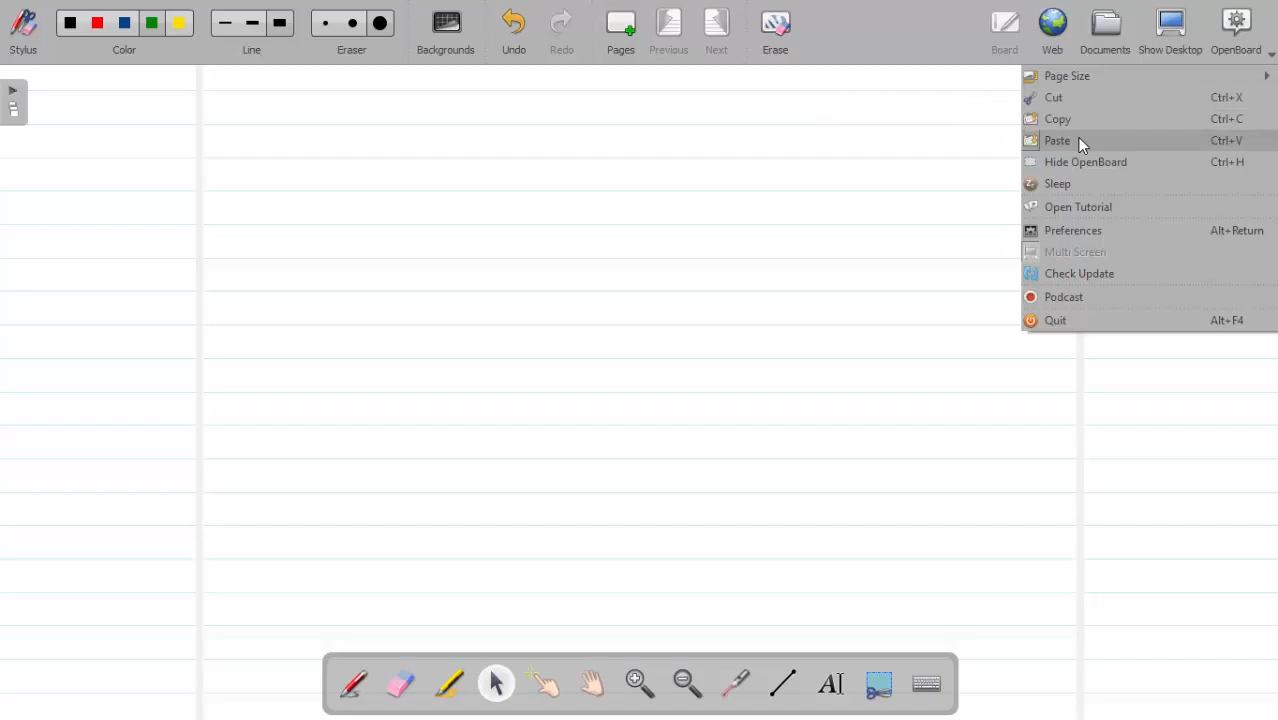 Stylus Color Line Eraser Backgrounds Undo Redo Pages Previous Next Erase Board Web Documents Show Desktop OpenBoard
Page Size
Cut Ctrl+X
Copy Ctrl+C
Paste Ctrl+V
Hide OpenBoard Ctrl+H
Sleep
Open Tutorial
Preferences Alt+Return
Multi Screen
Check Update
Podcast
Quit Alt+F4
AI